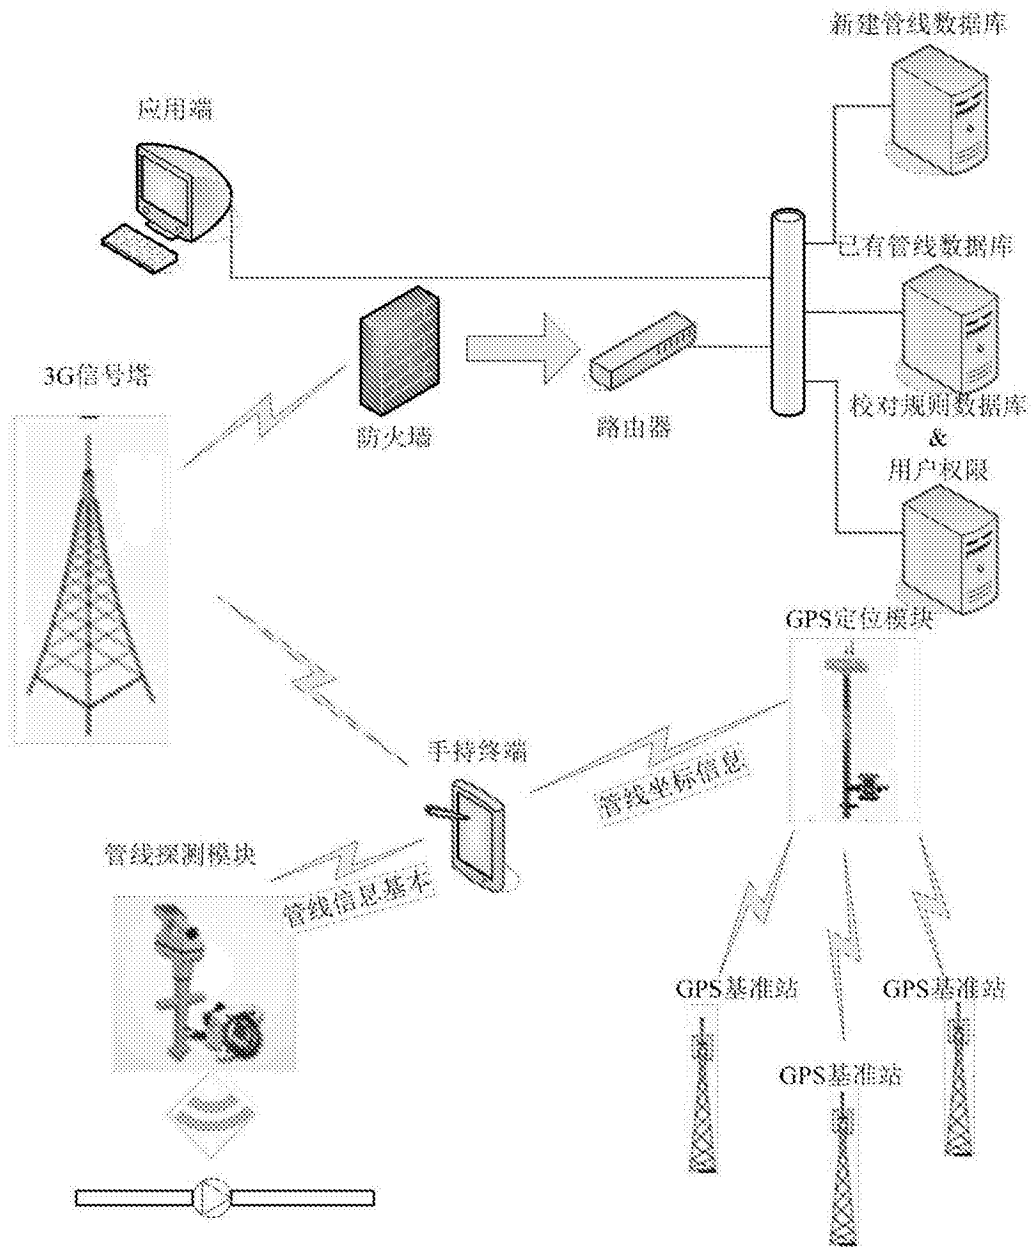 新建管线数据库
应用端
已有管线数据库
3G信号塔
防火墙
路由器
校对规则数据库
&
用户权限
GPS定位模块
手持终端
管线坐标信息
管线探测模块
管线信息基本
GPS基准站
GPS基准站
GPS基准站